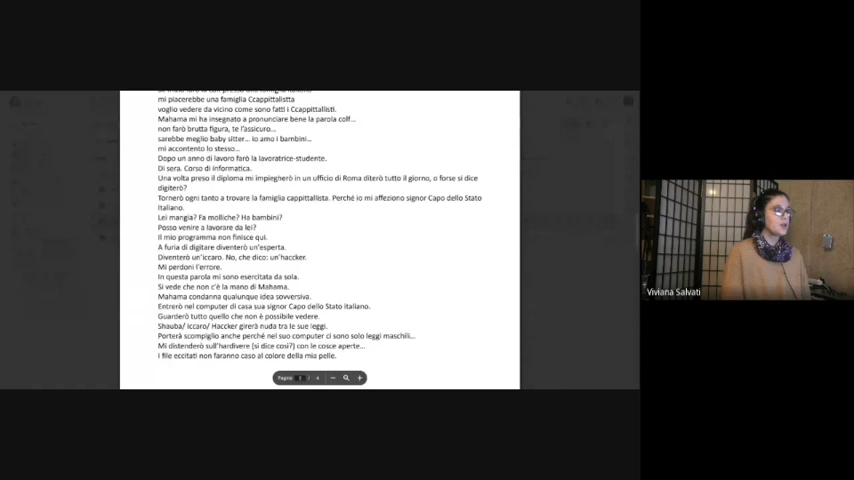 mi piacerebbe una famiglia Ccappittalistta
voglio vedere da vicino come sono fatti i Ccappittallisti.
Mahama mi ha insegnato a pronunciare bene la parola colf...
non farò brutta figura, te l'assicuro...
sarebbe meglio baby sitter... io amo i bambini...
mi accontento lo stesso...
Dopo un anno di lavoro farò la lavoratrice-studente.
Di sera. Corso di informatica.
Una volta preso il diploma mi impiegherò in un ufficio di Roma diterò tutto il giorno, o forse si dice
digiterò?
Tornerò ogni tanto a trovare la famiglia cappittalista. Perché io mi affeziono signor Capo dello Stato
Italiano.
Lei mangia? Fa molliche? Ha bambini?
Posso venire a lavorare da lei?
Il mio programma non finisce qui.
A furia di digitare diventerò un'esperta.
Diventerò un'iccaro. No, che dico: un'haccker.
Mi perdoni l'errore.
In questa parola mi sono esercitata da sola.
Si vede che non c'è la mano di Mahama.
Mahama condanna qualunque idea sovversiva.
Entrerò nel computer di casa sua signor Capo dello Stato Italiano.
Guarderò tutto quello che non è possibile vedere.
Shauba/ Iccaro/ Haccker girerà nuda tra le sue leggi.
Porterà scompiglio anche perché nel suo computer ci sono solo leggi maschili...
Mi distenderò sull'hardivere (si dice così?) con le cosce aperte...
I file eccitati non faranno caso al colore della mia pelle.
Pagina / 4
Viviana Salvati